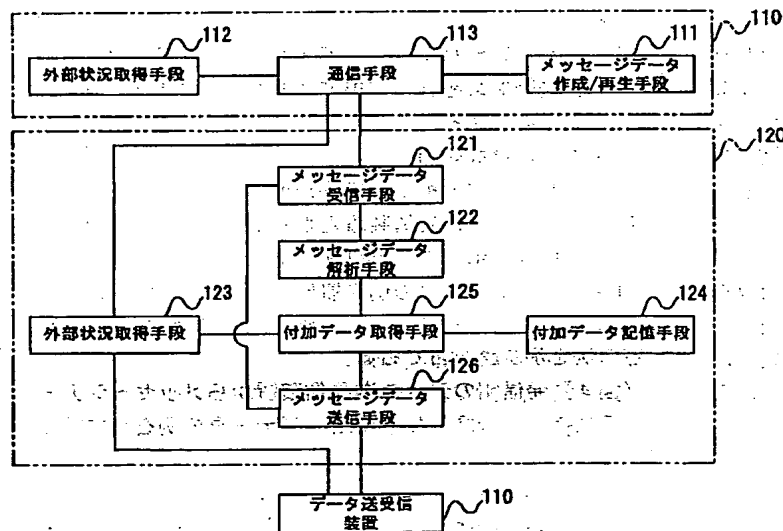 112
113
111
110
外部状況取得手段
通信手段
メッセージデータ
作成/再生手段
120
121
メッセージデータ
受信手段
122
メッセージデータ
解析手段
123
125
124
外部状況取得手段
付加データ取得手段
付加データ記憶手段
126
メッセージデータ
送信手段
データ送受信
装置
110